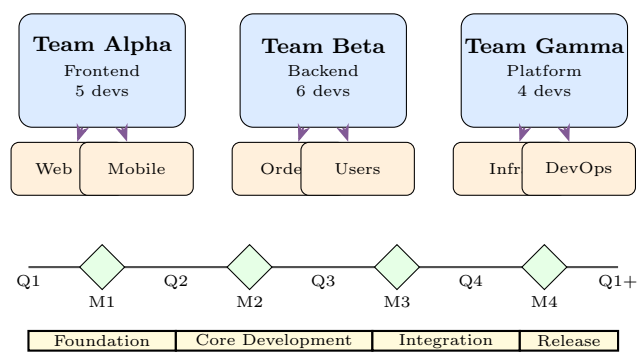 Team Alpha
Frontend
5 devs
Team Beta
Backend
6 devs
Team Gamma
Platform
4 devs
Web
Mobile
Orde
Users
Infr
DevOps
Q1
Q2
Q3
Q4
Q1+
M1
M2
M3
M4
Foundation
Core Development
Integration
Release